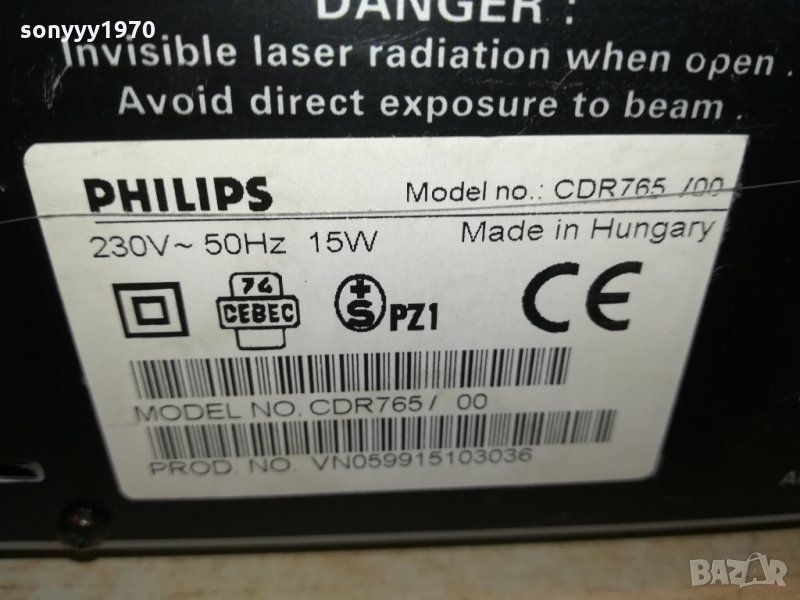 sonyyy1970
DANGER :
Invisible laser radiation when open .
Avoid direct exposure to beam .
PHILIPS
Model no.: CDR765 /00
230V~ 50Hz 15W
Made in Hungary
74
CEBEC
+S PZ1
CE
MODEL NO. CDR765/ 00
PROD. NO. VN059915103036
BAZAR